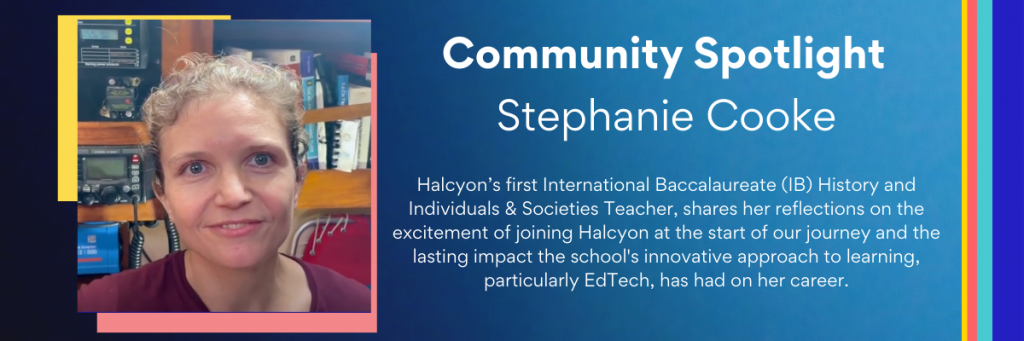 Community Spotlight
Stephanie Cooke
Halcyon’s first International Baccalaureate (IB) History and
Individuals & Societies Teacher, shares her reflections on the
excitement of joining Halcyon at the start of our journey and the
lasting impact the school's innovative approach to learning,
particularly EdTech, has had on her career.